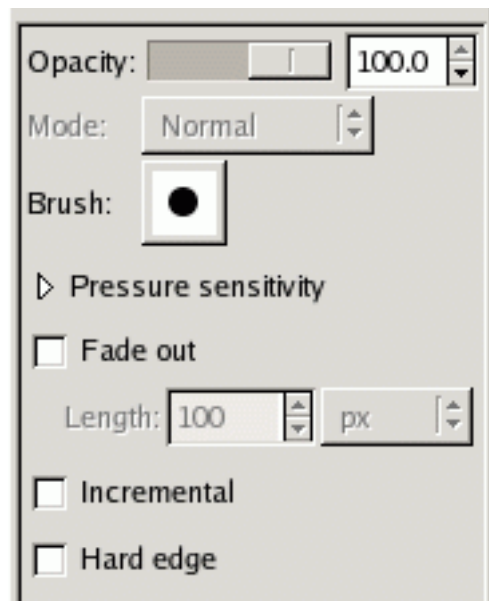 Opacity: 100.0
Mode: Normal
Brush:
Pressure sensitivity
Fade out
Length: 100 px
Incremental
Hard edge